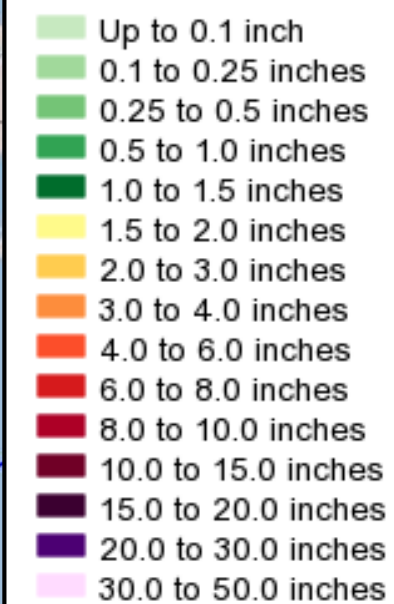 Up to 0.1 inch
0.1 to 0.25 inches
0.25 to 0.5 inches
0.5 to 1.0 inches
1.0 to 1.5 inches
1.5 to 2.0 inches
2.0 to 3.0 inches
3.0 to 4.0 inches
4.0 to 6.0 inches
6.0 to 8.0 inches
8.0 to 10.0 inches
10.0 to 15.0 inches
15.0 to 20.0 inches
20.0 to 30.0 inches
30.0 to 50.0 inches